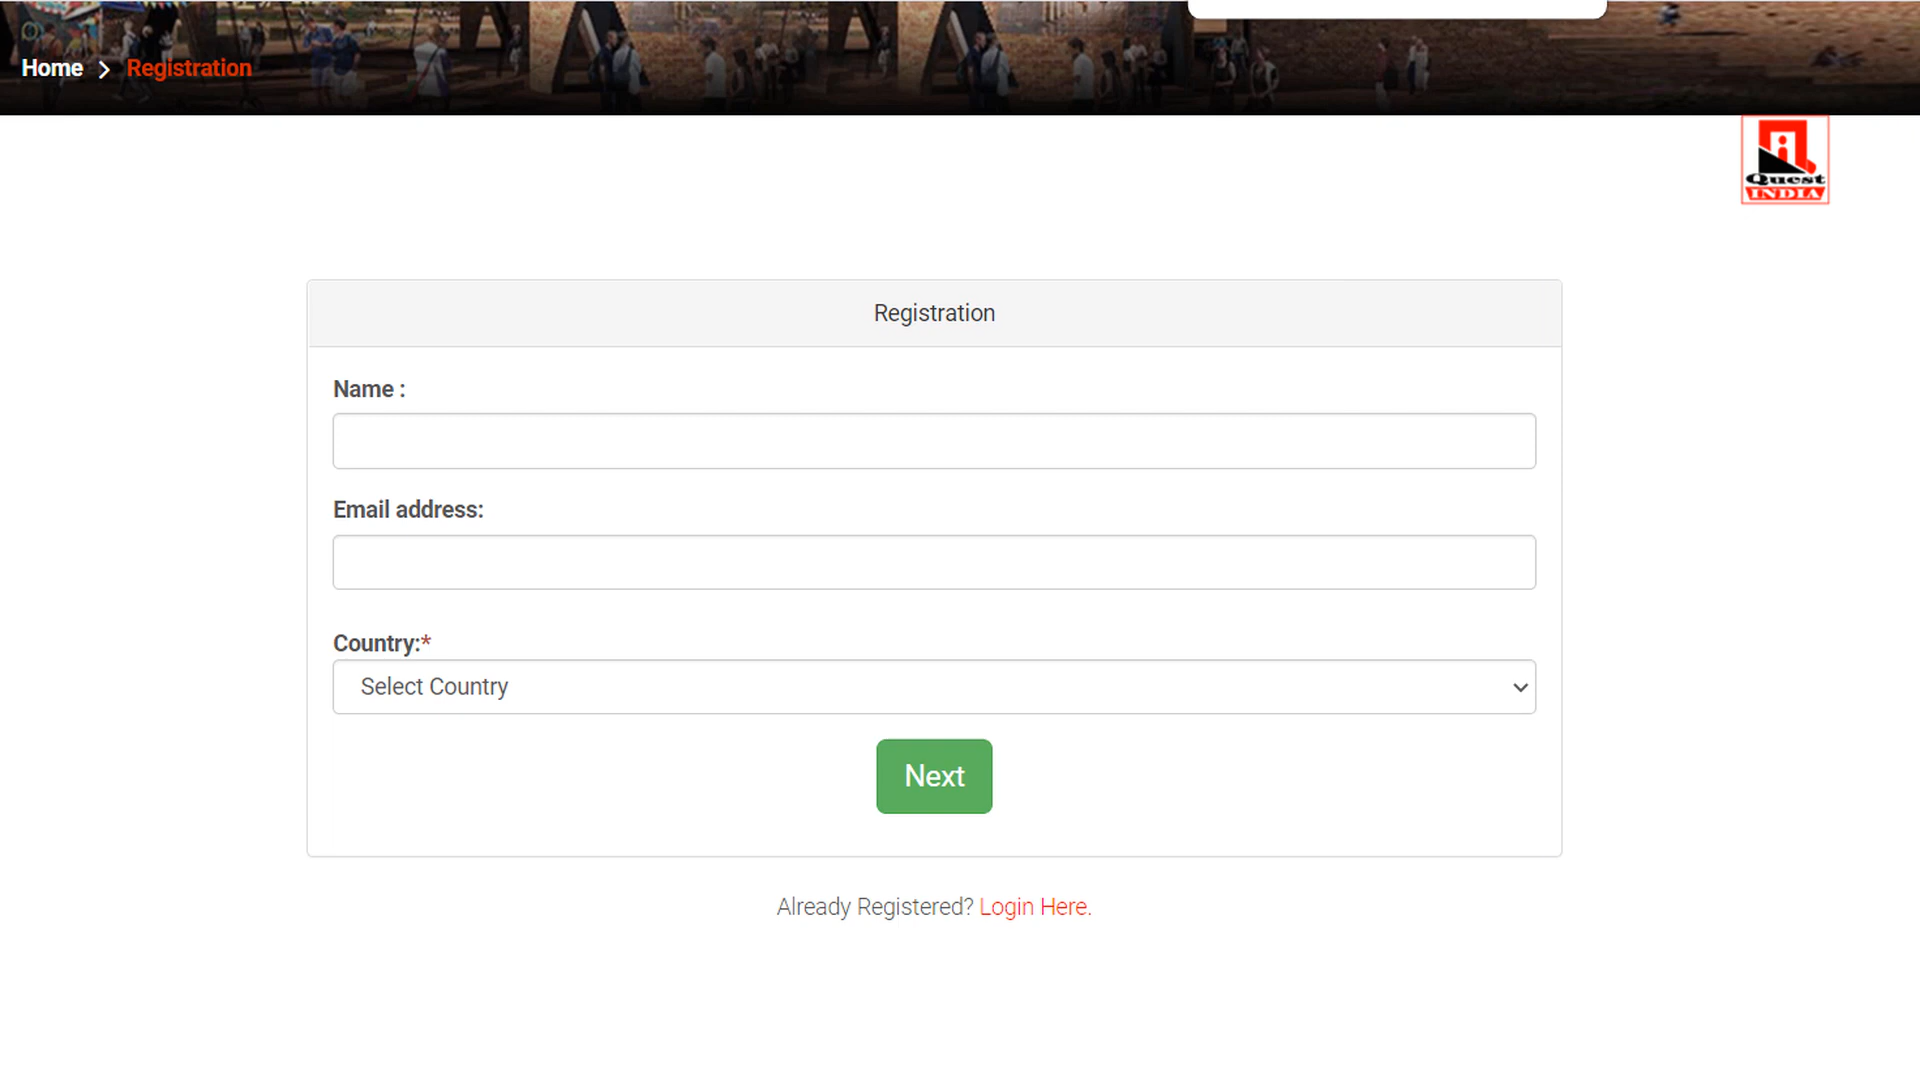 Home > Registration
Quest
INDIA
Registration
Name :
Email address:
Country:*
Select Country
Next
Already Registered? Login Here.